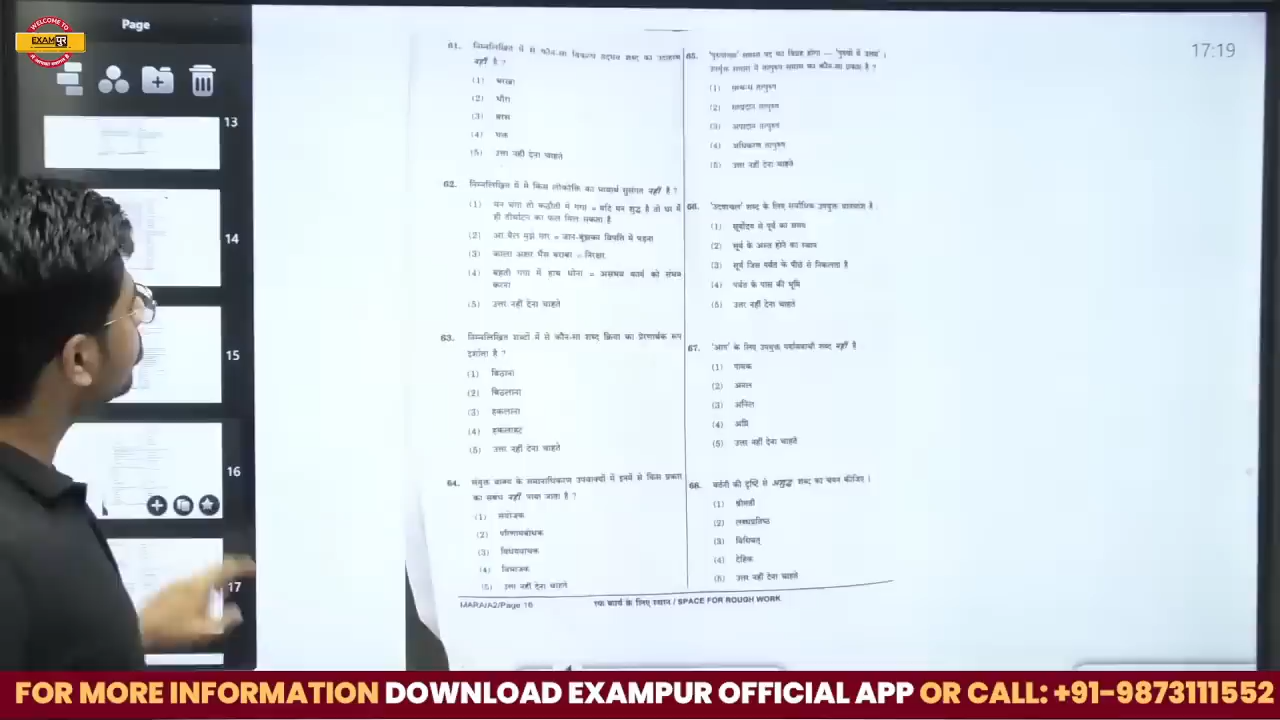 WELCOME TO
EXAMपुर
Page
17:19
13
14
15
16
17
61. निम्नलिखित में से कौन-सा विकल्प तद्भव शब्द का उदाहरण
नहीं है ?
(1) बरखा
(2) भौंरा
(3)
(4)
(5) उत्तर नहीं देना चाहते
62. निम्नलिखित में से किस लोकोक्ति का भावार्थ सुसंगत नहीं है ?
(1) मन चंगा तो कठौती में गंगा = यदि मन शुद्ध है तो घर में
ही तीर्थाटन का फल मिल सकता है
(2) आ बैल मुझे मार = जान-बूझकर विपत्ति में पड़ना
(3) काला अक्षर भैंस बराबर = निरक्षर
(4) बहती गंगा में हाथ धोना = असंभव कार्य को संभव
करना
(5) उत्तर नहीं देना चाहते
63. निम्नलिखित शब्दों में से कौन-सा शब्द क्रिया का प्रेरणार्थक रूप
दर्शाता है ?
(1) बिठाना
(2) बिठलाना
(3) हकलाना
(4) हकलाहट
(5) उत्तर नहीं देना चाहते
64. संयुक्त वाक्य के समानाधिकरण उपवाक्यों में इनमें से किस प्रकार
का संबंध नहीं पाया जाता है ?
(1) संयोजक
(2) परिणामबोधक
(3) विधेयवाचक
(4) विभाजक
(5) उत्तर नहीं देना चाहते
65. समस्त पद का विग्रह होगा — 'पुरुषों में उत्तम' ।
उपर्युक्त समास में तत्पुरुष समास का कौन-सा प्रकार है ?
(1) सम्बन्ध तत्पुरुष
(2) सम्प्रदान तत्पुरुष
(3) अपादान तत्पुरुष
(4) अधिकरण तत्पुरुष
(5) उत्तर नहीं देना चाहते
66. 'उदयाचल' शब्द के लिए सर्वाधिक उपयुक्त वाक्यांश है :
(1) सूर्योदय से पूर्व का समय
(2) सूर्य के अस्त होने का स्थान
(3) सूर्य जिस पर्वत के पीछे से निकलता है
(4) पर्वत के पास की भूमि
(5) उत्तर नहीं देना चाहते
67. 'आग' के लिए उपयुक्त पर्यायवाची शब्द नहीं है
(1) पावक
(2) अनल
(3) अनिल
(4) अग्नि
(5) उत्तर नहीं देना चाहते
68. वर्तनी की दृष्टि से अशुद्ध शब्द का चयन कीजिए ।
(1) श्रीमती
(2) लब्धप्रतिष्ठ
(3) विधिवत्
(4)
(5) उत्तर नहीं देना चाहते
MARA/A2/Page 16
रफ कार्य के लिए स्थान / SPACE FOR ROUGH WORK
FOR MORE INFORMATION DOWNLOAD EXAMPUR OFFICIAL APP OR CALL: +91-9873111552